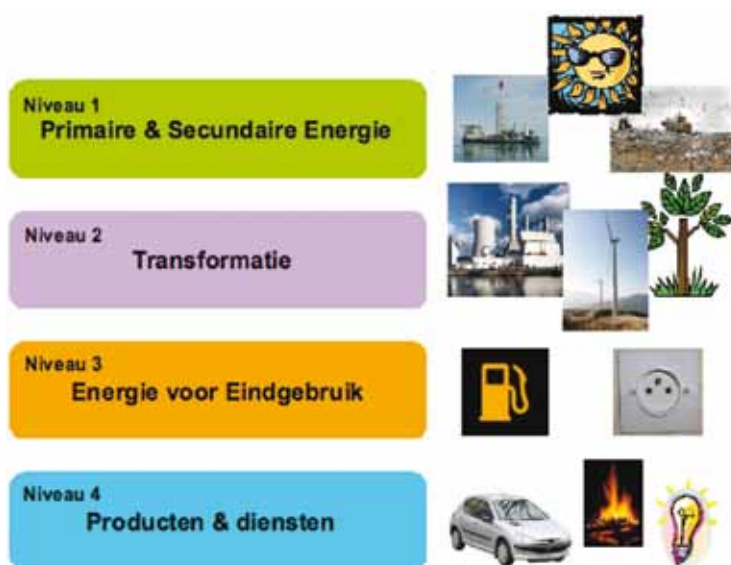 Niveau 1
Primaire & Secundaire Energie
Niveau 2
Transformatie
Niveau 3
Energie voor Eindgebruik
Niveau 4
Producten & diensten